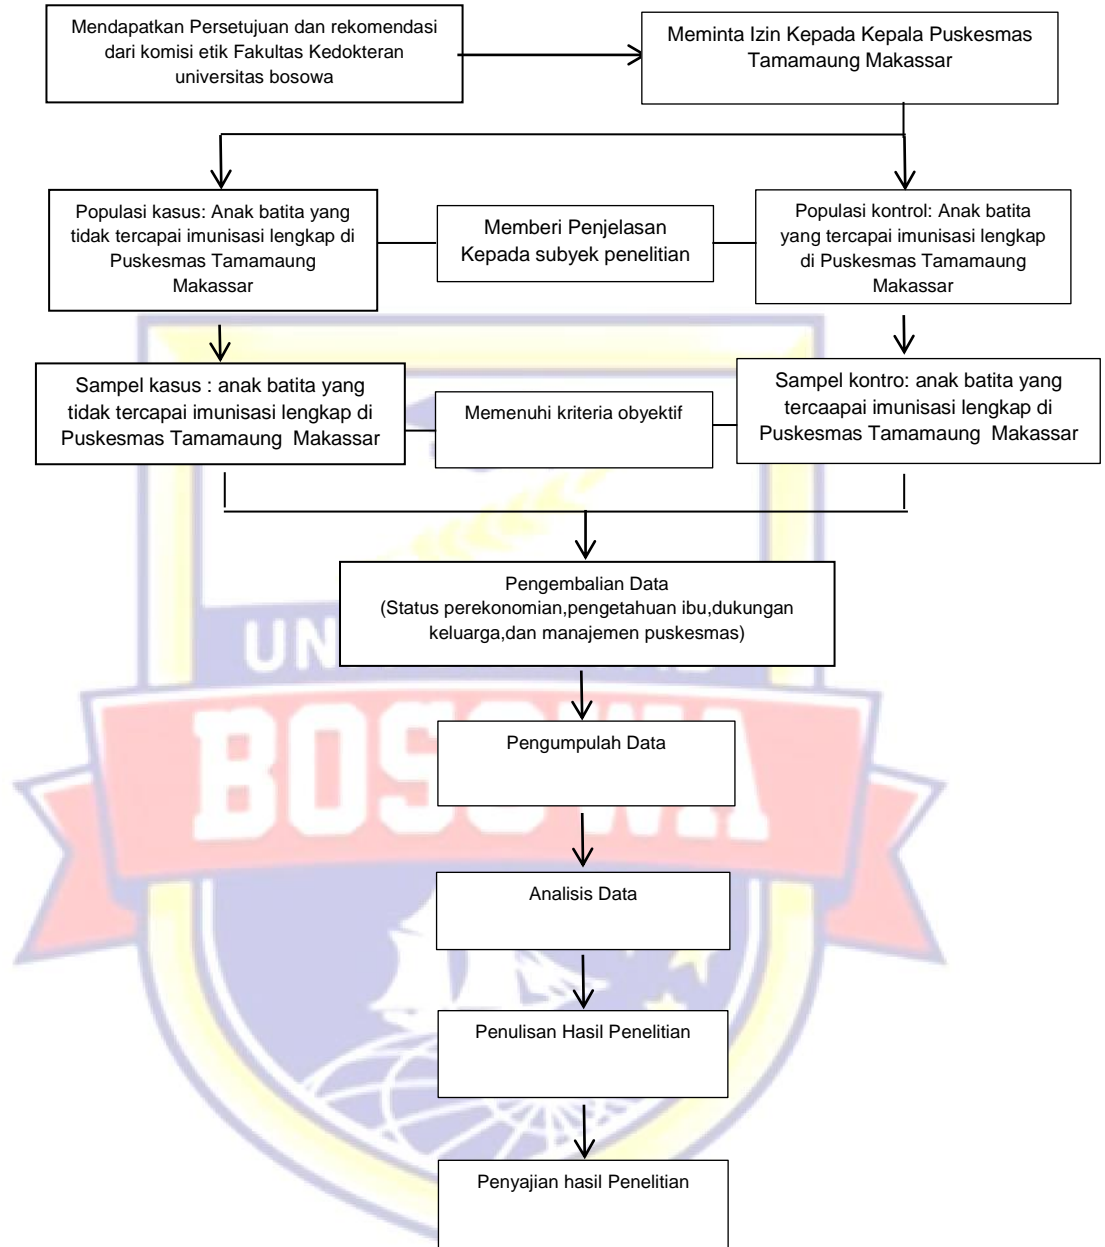 Mendapatkan Persetujuan dan rekomendasi
dari komisi etik Fakultas Kedokteran
universitas bosowa
Meminta Izin Kepada Kepala Puskesmas
Tamamaung Makassar
Populasi kasus: Anak batita yang
tidak tercapai imunisasi lengkap di
Puskesmas Tamamaung
Makassar
Memberi Penjelasan
Kepada subyek penelitian
Populasi kontrol: Anak batita
yang tercapai imunisasi lengkap
di Puskesmas Tamamaung
Makassar
Sampel kasus : anak batita yang
tidak tercapai imunisasi lengkap di
Puskesmas Tamamaung Makassar
Memenuhi kriteria obyektif
Sampel kontro: anak batita yang
tercaapai imunisasi lengkap di
Puskesmas Tamamaung Makassar
Pengembalian Data
(Status perekonomian,pengetahuan ibu,dukungan
keluarga,dan manajemen puskesmas)
Pengumpulah Data
BOSOWA
Analisis Data
Penulisan Hasil Penelitian
Penyajian hasil Penelitian